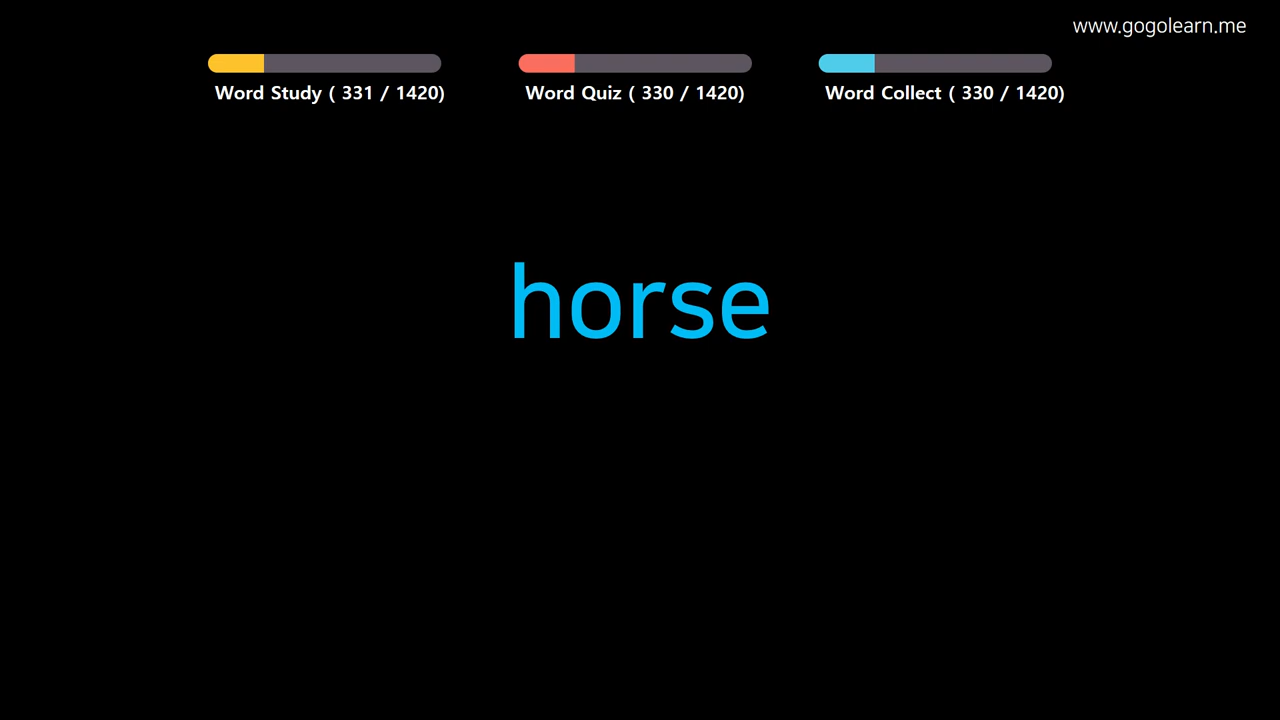 www.gogolearn.me
Word Study ( 331 / 1420)
Word Quiz ( 330 / 1420)
Word Collect ( 330 / 1420)
horse